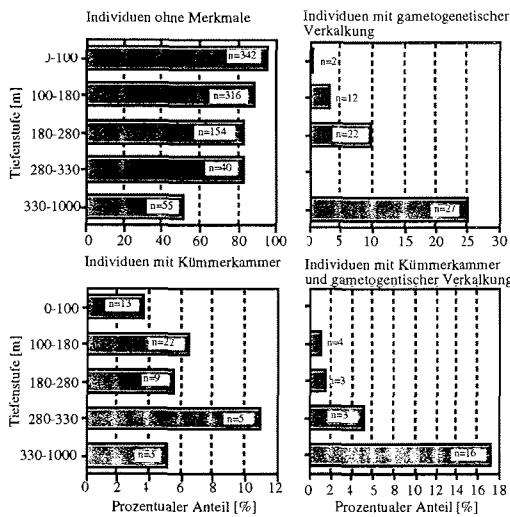 Individuen ohne Merkmale
Individuen mit gametogenetischer
Verkalkung
Tiefenstufe [m]
0-100
100-180
180-280
280-330
330-1000
n=342
n=316
n=154
n=40
n=55
0 20 40 60 80 100
n=2
n=12
n=22
n=27
0 5 10 15 20 25 30
Individuen mit Kümmerkammer
Individuen mit Kümmerkammer
und gametogentischer Verkalkung
Tiefenstufe [m]
0-100
100-180
180-280
280-330
330-1000
n=13
n=22
n=9
n=5
0 2 4 6 8 10 12
Prozentualer Anteil [%]
n=4
n=3
n=3
n=16
0 2 4 5 6 8 10 12 14 16 18
Prozentualer Anteil [%]